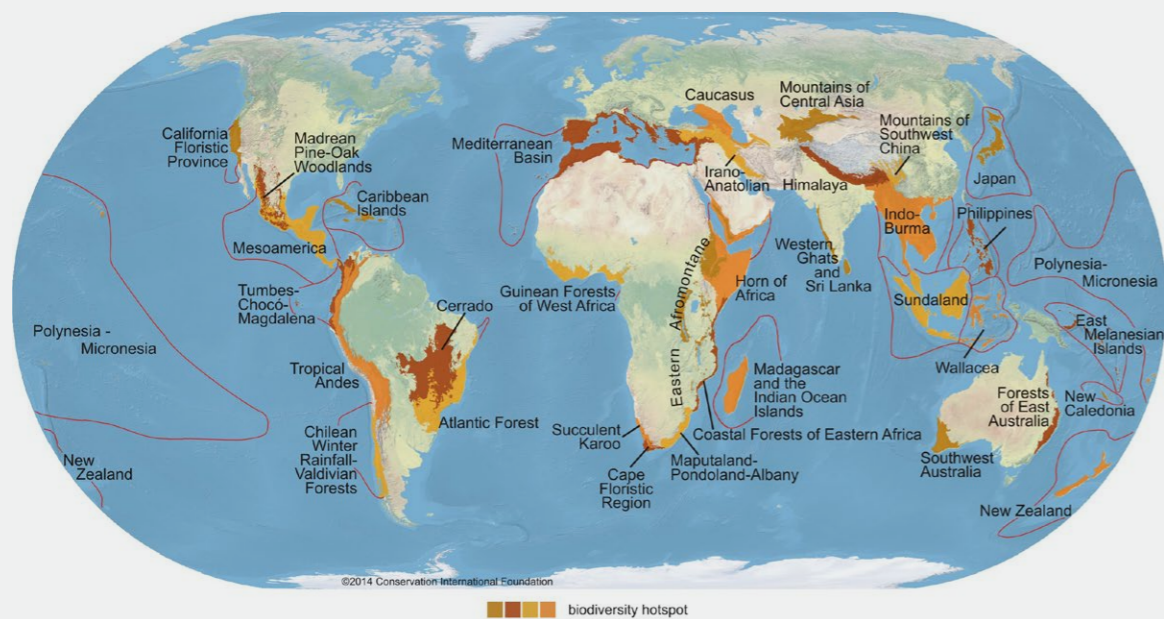 California
Floristic
Province
Madrean
Pine-Oak
Woodlands
Caribbean
Islands
Mesoamerica
Tumbes-
Chocó-
Magdalena
Polynesia -
Micronesia
Cerrado
Tropical
Andes
Atlantic Forest
Chilean
Winter
Rainfall-
Valdivian
Forests
New
Zealand
Mediterranean
Basin
Caucasus
Irano-
Anatolian
Mountains of
Central Asia
Mountains of
Southwest
China
Himalaya
Japan
Indo-
Burma
Philippines
Western
Ghats and
Sri Lanka
Polynesia-
Micronesia
Guinean Forests
of West Africa
Eastern Afromontane
Horn of
Africa
Sundaland
East
Melanesian
Islands
Wallacea
Madagascar
and the
Indian Ocean
Islands
New
Caledonia
Forests
of East
Australia
Succulent
Karoo
Coastal Forests of Eastern Africa
Cape
Floristic
Region
Maputaland-
Pondoland-Albany
Southwest
Australia
New Zealand
©2014 Conservation International Foundation
biodiversity hotspot